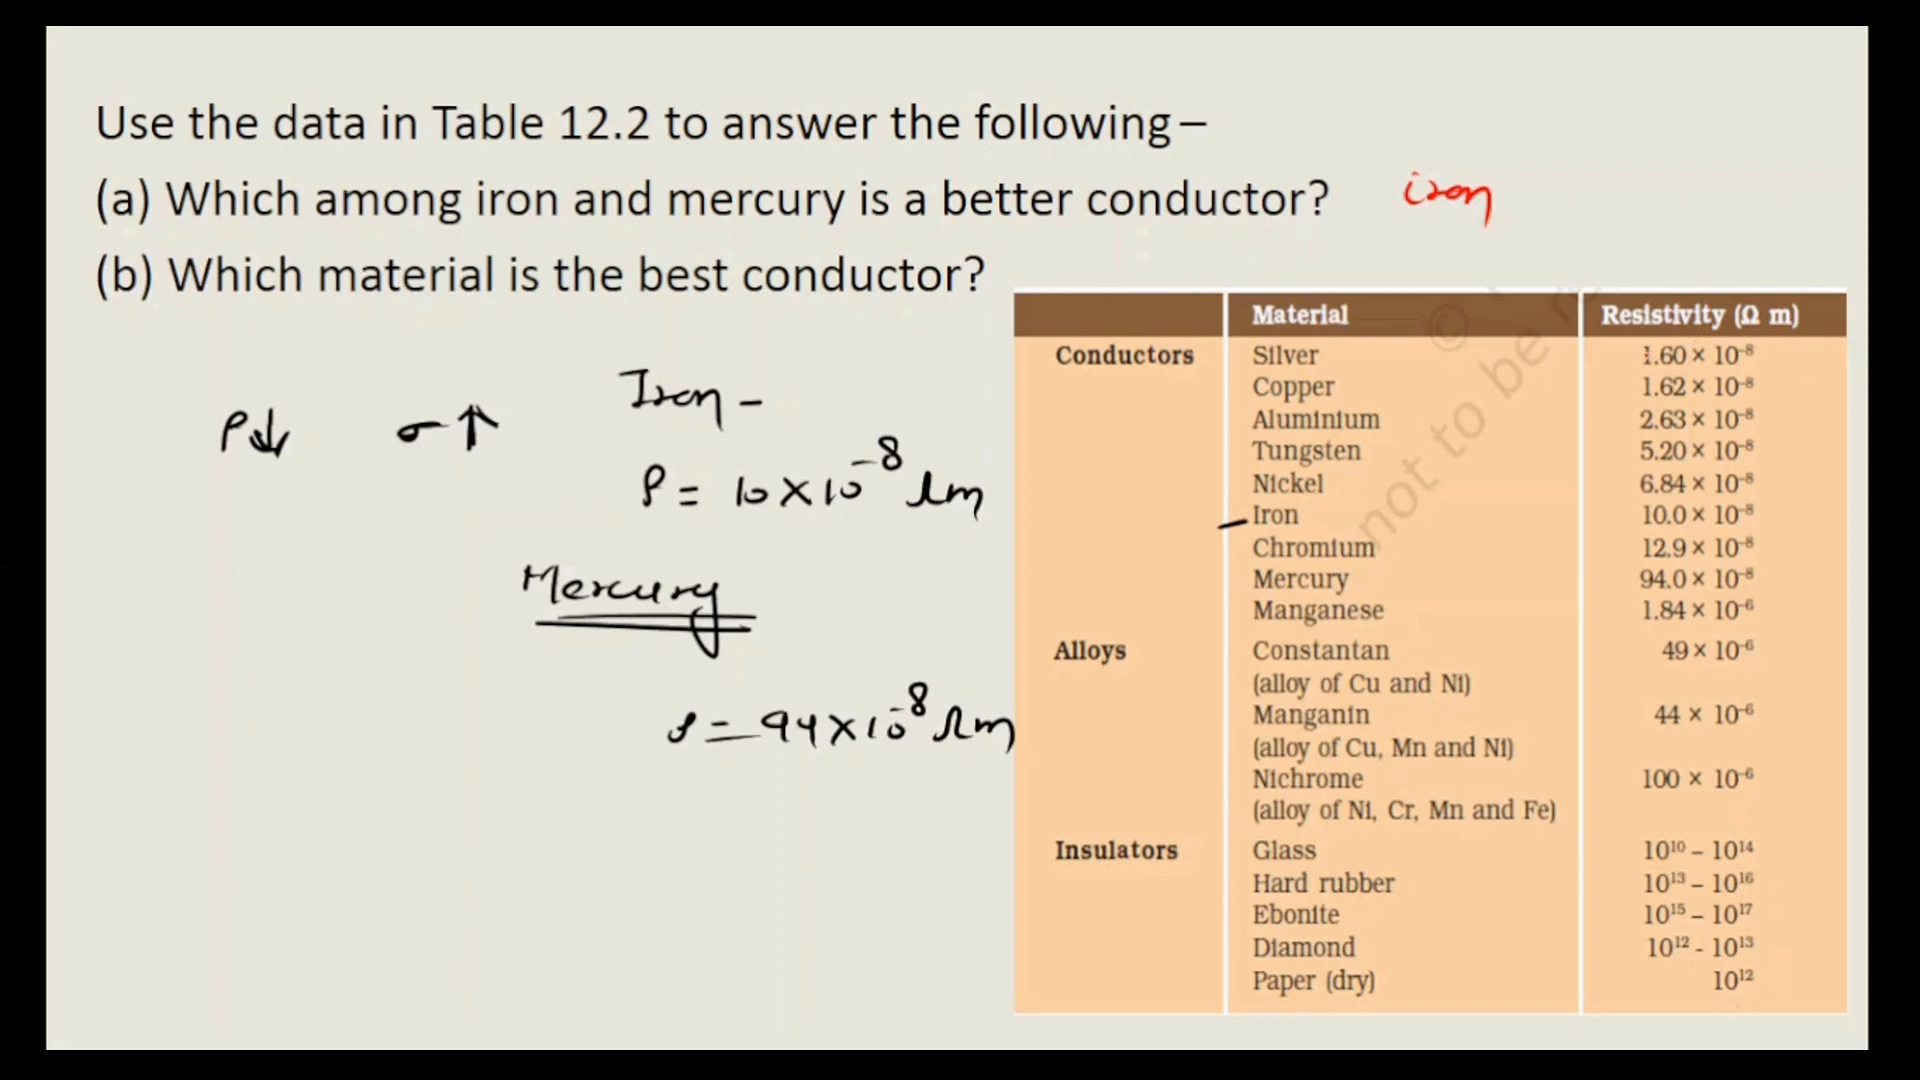 Use the data in Table 12.2 to answer the following –
(a) Which among iron and mercury is a better conductor? iron
(b) Which material is the best conductor?
ρ↓ σ↑
Iron -
ρ = 10×10⁻⁸ Ωm
Mercury
ρ = 94×10⁻⁸ Ωm
Material Resistivity (Ω m)
Conductors Silver 1.60 × 10⁻⁸
Copper 1.62 × 10⁻⁸
Aluminium 2.63 × 10⁻⁸
Tungsten 5.20 × 10⁻⁸
Nickel 6.84 × 10⁻⁸
Iron 10.0 × 10⁻⁸
Chromium 12.9 × 10⁻⁸
Mercury 94.0 × 10⁻⁸
Manganese 1.84 × 10⁻⁶
Alloys Constantan 49 × 10⁻⁶
(alloy of Cu and Ni)
Manganin 44 × 10⁻⁶
(alloy of Cu, Mn and Ni)
Nichrome 100 × 10⁻⁶
(alloy of Ni, Cr, Mn and Fe)
Insulators Glass 10¹⁰ – 10¹⁴
Hard rubber 10¹³ – 10¹⁶
Ebonite 10¹⁵ – 10¹⁷
Diamond 10¹² - 10¹³
Paper (dry) 10¹²
©
not to be